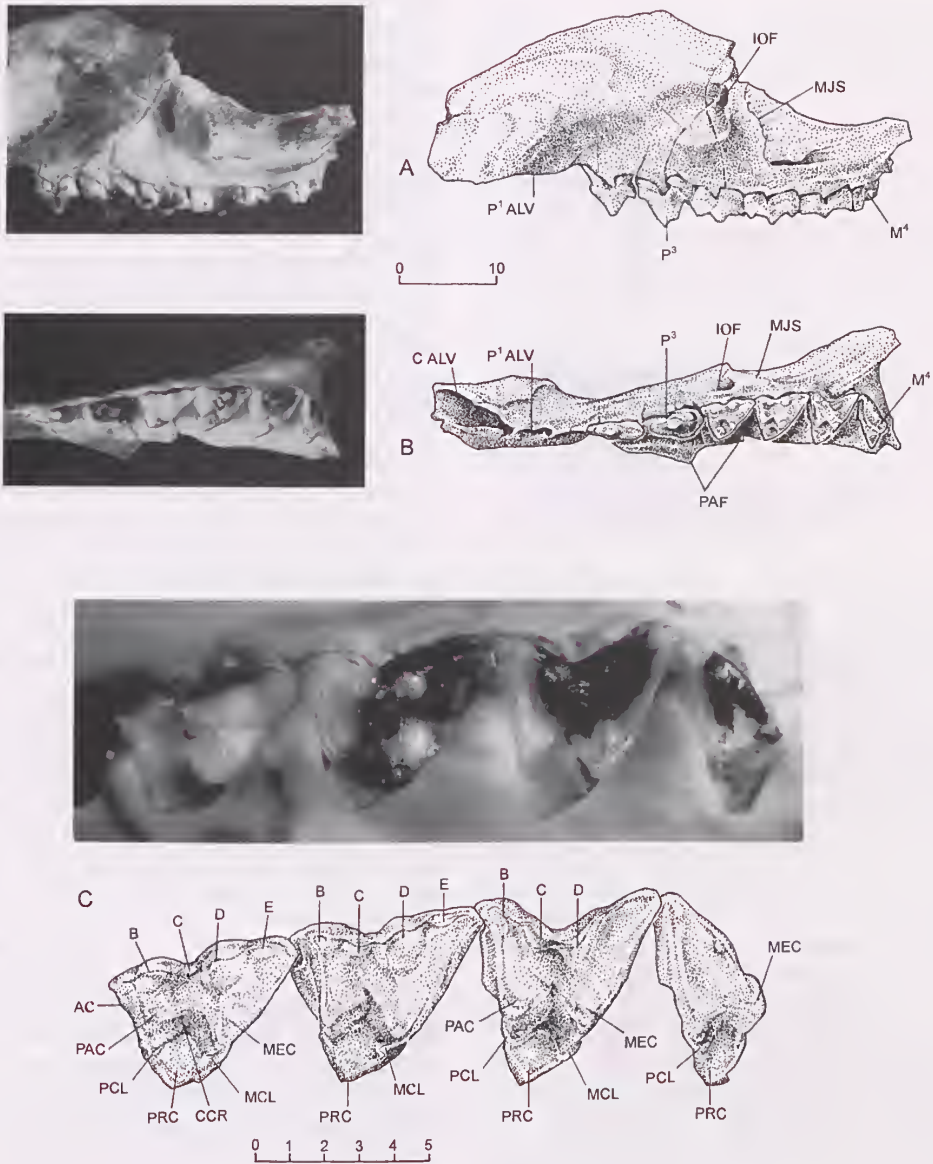 IOF
MJS
A
P¹ ALV
P³
M⁴
0 10
C ALV P¹ ALV P³ IOF MJS M⁴
B
PAF
C
B C D E B C D E B C D
AC PAC PCL PRC CCR MCL MEC
PRC MCL
PAC PCL PRC MCL MEC
MEC PCL PRC
0 1 2 3 4 5